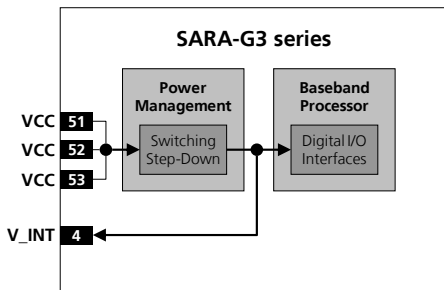 SARA-G3 series
Power
Management
Baseband
Processor
Switching
Step-Down
Digital I/O
Interfaces
VCC 51
VCC 52
VCC 53
V_INT 4